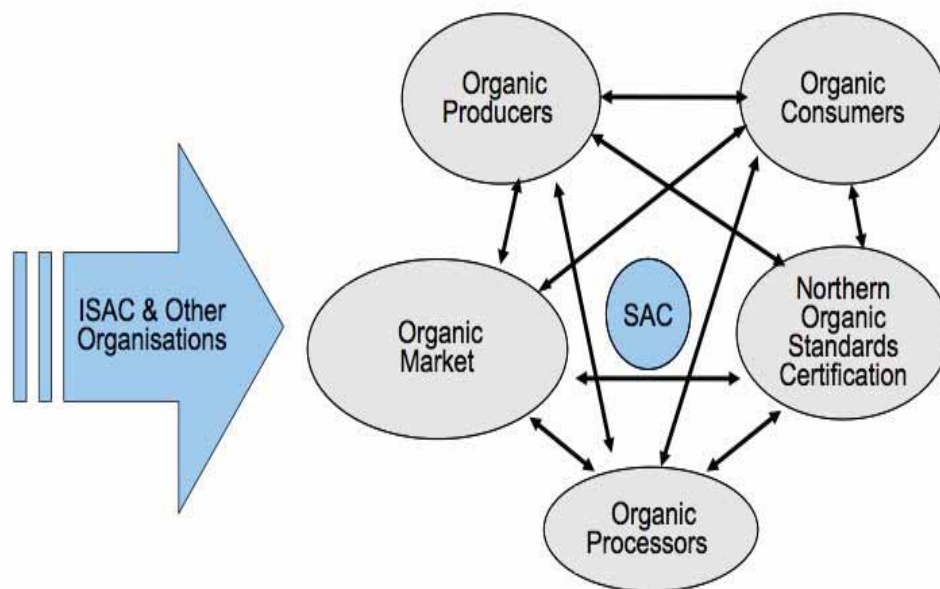 Organic
Producers
Organic
Consumers
ISAC & Other
Organisations
Organic
Market
SAC
Northern
Organic
Standards
Certification
Organic
Processors